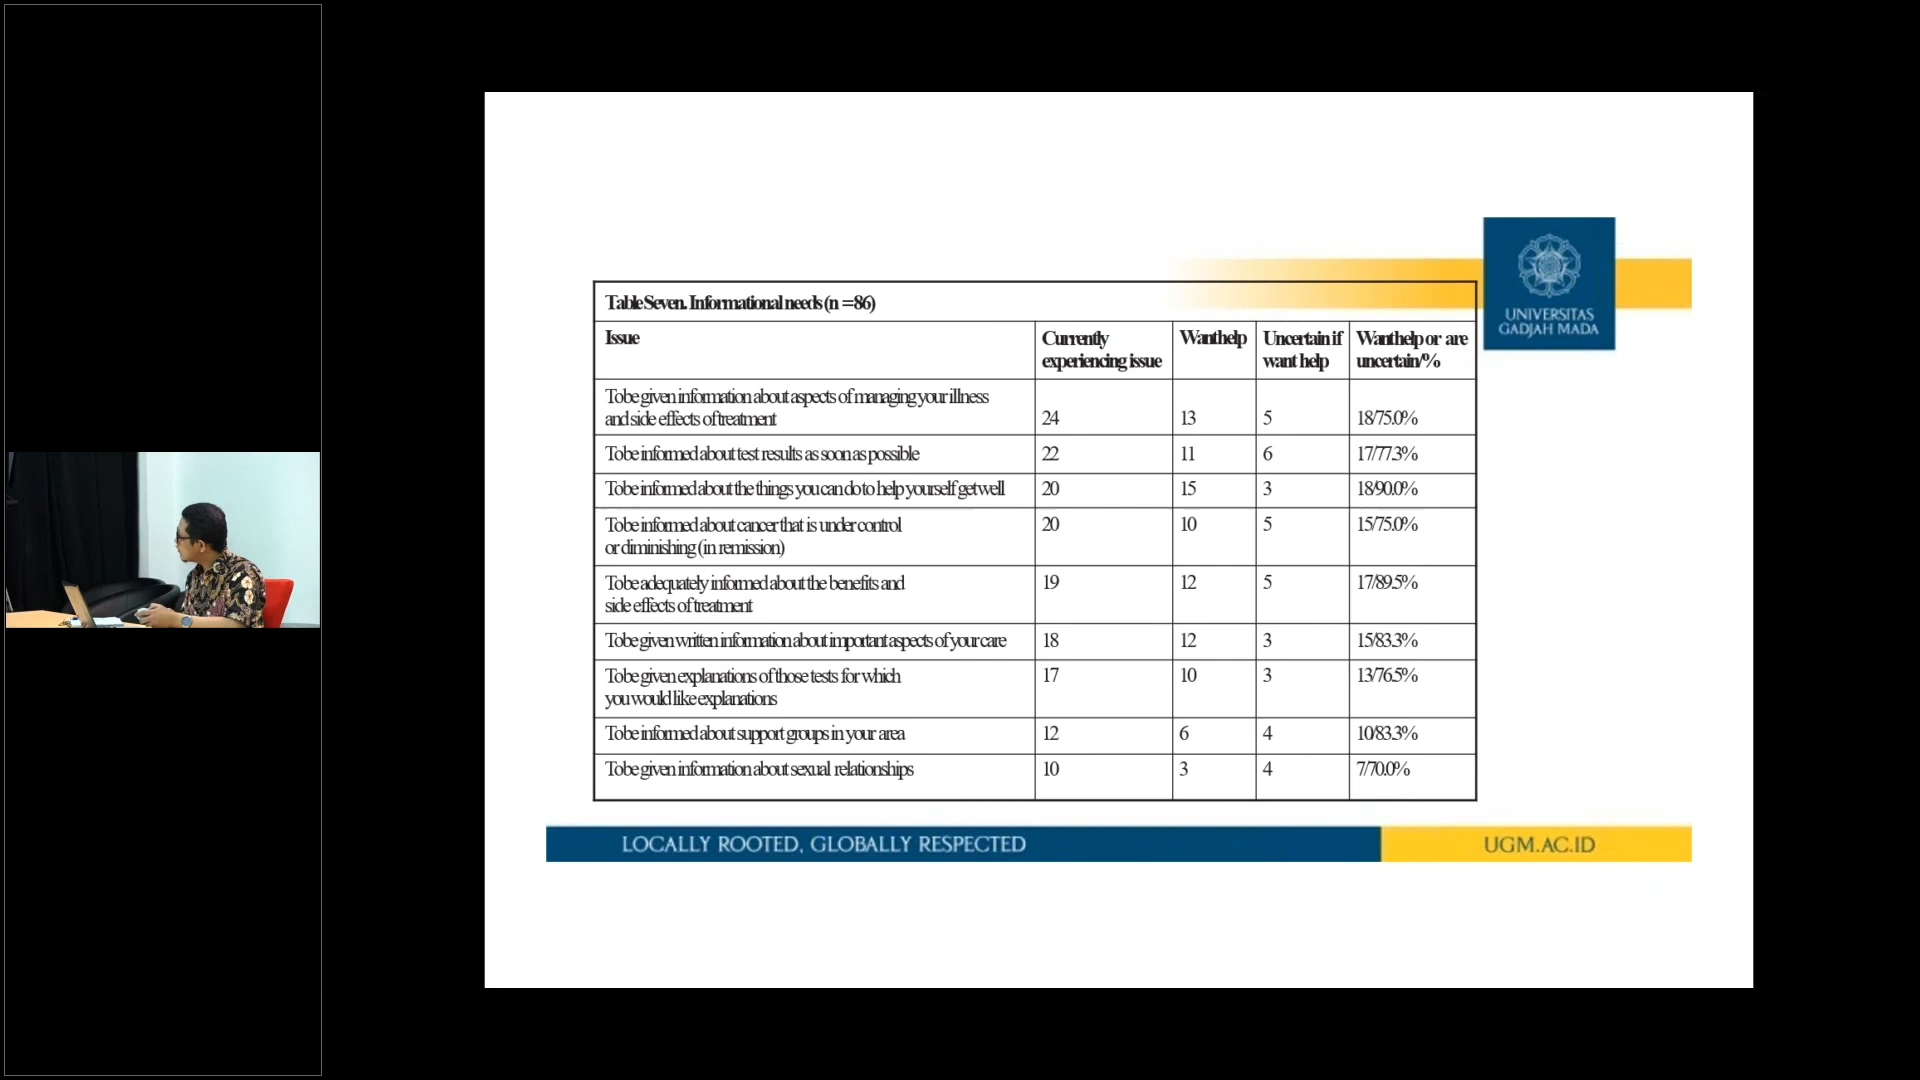 UNIVERSITAS
GADJAH MADA
Table Seven. Informational needs (n = 86)
Issue
Currently
experiencing issue
Want help
Uncertain if
want help
Want help or are
uncertain/%
To be given information about aspects of managing your illness
and side effects of treatment
24
13
5
18/75.0%
To be informed about test results as soon as possible
22
11
6
17/77.3%
To be informed about the things you can do to help yourself get well
20
15
3
18/90.0%
To be informed about cancer that is under control
or diminishing (in remission)
20
10
5
15/75.0%
To be adequately informed about the benefits and
side effects of treatment
19
12
5
17/89.5%
To be given written information about important aspects of your care
18
12
3
15/83.3%
To be given explanations of those tests for which
you would like explanations
17
10
3
13/76.5%
To be informed about support groups in your area
12
6
4
10/83.3%
To be given information about sexual relationships
10
3
4
7/70.0%
LOCALLY ROOTED, GLOBALLY RESPECTED
UGM.AC.ID